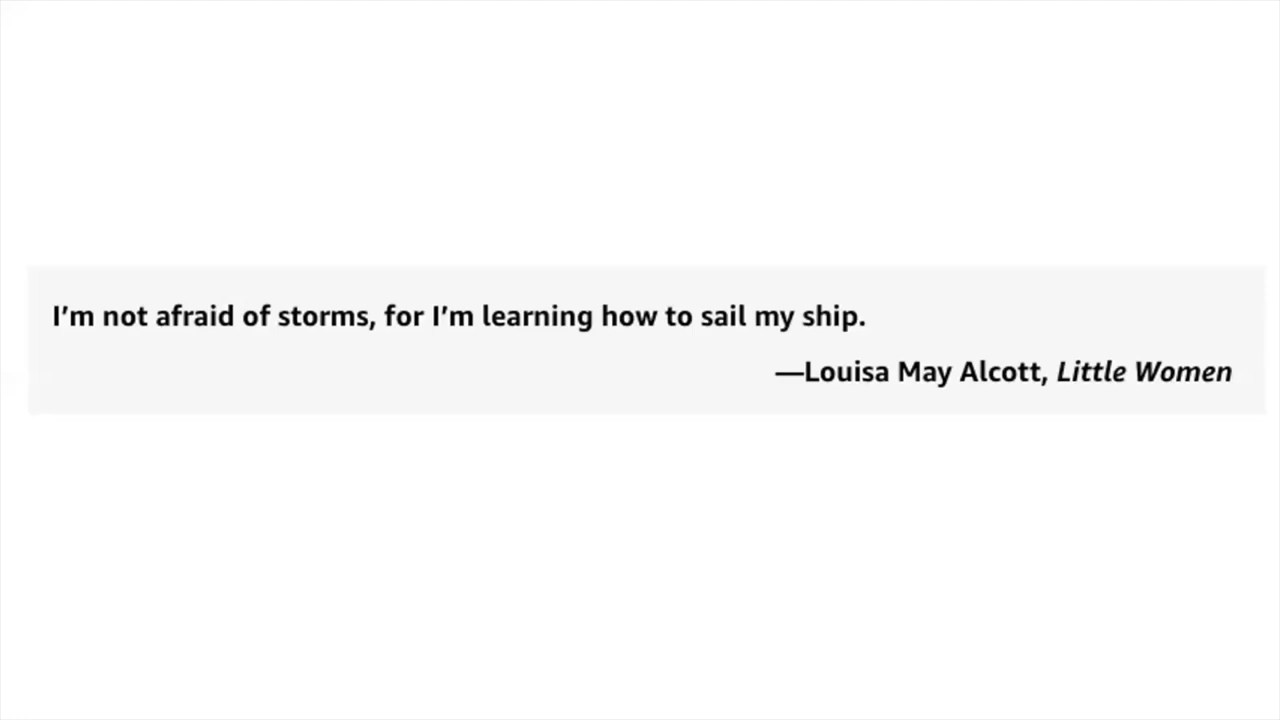 I’m not afraid of storms, for I’m learning how to sail my ship.
—Louisa May Alcott, Little Women